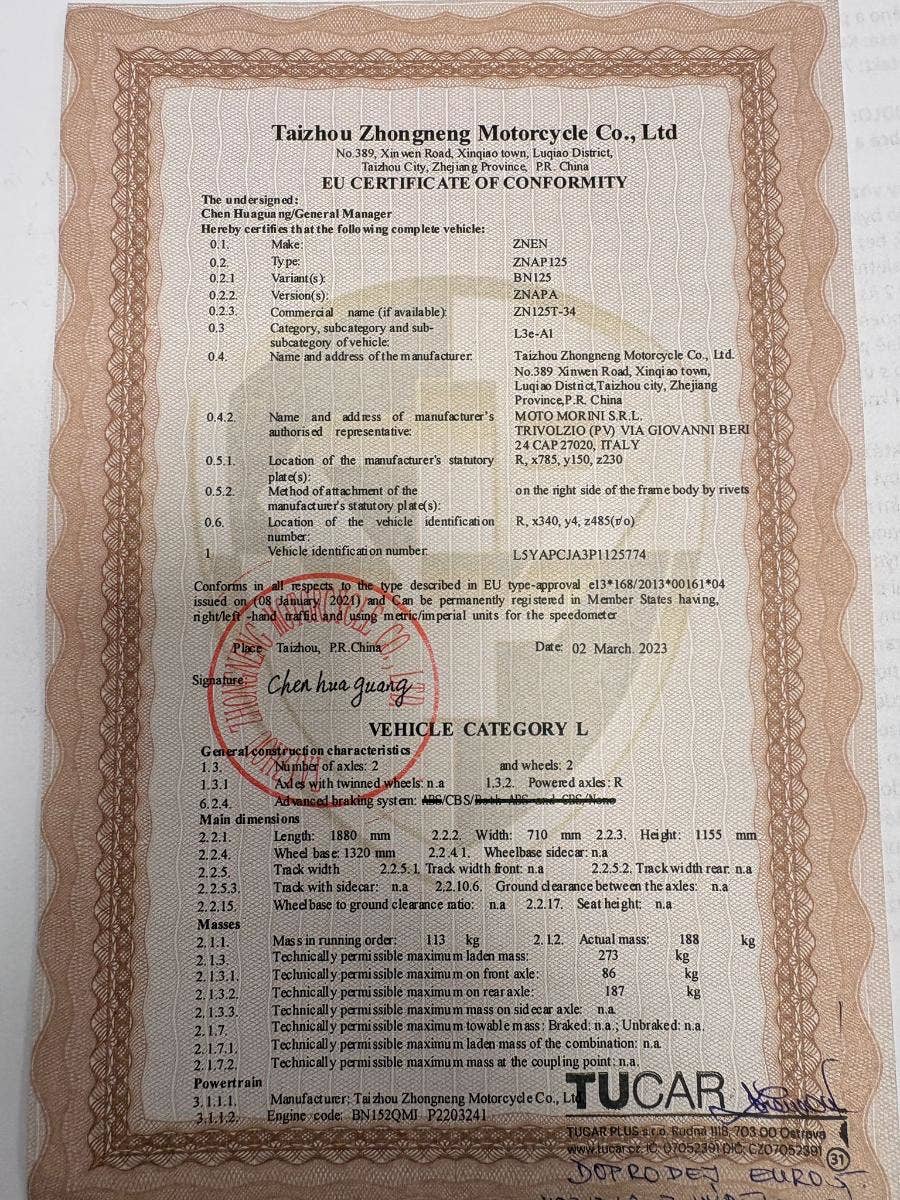 Taizhou Zhongneng Motorcycle Co., Ltd
No.389, Xinwen Road, Xinqiao town, Luqiao District,
Taizhou City, Zhejiang Province, P.R. China
EU CERTIFICATE OF CONFORMITY
The undersigned:
Chen Huaguang/General Manager
Hereby certifies that the following complete vehicle:
0.1. Make: ZNEN
0.2. Type: ZNAP125
0.2.1 Variant(s): BN125
0.2.2. Version(s): ZNAPA
0.2.3. Commercial name (if available): ZN125T-34
0.3 Category, subcategory and sub-
subcategory of vehicle: L3e-A1
0.4. Name and address of the manufacturer: Taizhou Zhongneng Motorcycle Co., Ltd.
No.389 Xinwen Road, Xinqiao town,
Luqiao District,Taizhou city, Zhejiang
Province,P.R. China
0.4.2. Name and address of manufacturer's MOTO MORINI S.R.L.
authorised representative: TRIVOLZIO (PV) VIA GIOVANNI BERI
24 CAP 27020, ITALY
0.5.1. Location of the manufacturer's statutory R, x785, y150, z230
plate(s):
0.5.2. Method of attachment of the on the right side of the frame body by rivets
manufacturer's statutory plate(s):
0.6. Location of the vehicle identification R, x340, y4, z485(r/o)
number:
1 Vehicle identification number: L5YAPCJA3P1125774
Conforms in all respects to the type described in EU type-approval e13*168/2013*00161*04
issued on (08 January 2021) and Can be permanently registered in Member States having,
right/left -hand traffic and using metric/imperial units for the speedometer
Place Taizhou, P.R.China Date: 02 March. 2023
Signature: Chen hua guang
VEHICLE CATEGORY L
General construction characteristics
1.3. Number of axles: 2 and wheels: 2
1.3.1 Axles with twinned wheels: n.a 1.3.2. Powered axles: R
6.2.4. Advanced braking system: ABS/CBS/Both ABS and CBS/None
Main dimensions
2.2.1. Length: 1880 mm 2.2.2. Width: 710 mm 2.2.3. Height: 1155 mm
2.2.4. Wheel base: 1320 mm 2.2.4.1. Wheelbase sidecar: n.a
2.2.5. Track width 2.2.5.1. Track width front: n.a 2.2.5.2. Track width rear: n.a
2.2.5.3. Track with sidecar: n.a 2.2.10.6. Ground clearance between the axles: n.a
2.2.15. Wheelbase to ground clearance ratio: n.a 2.2.17. Seat height: n.a
Masses
2.1.1. Mass in running order: 113 kg 2.1.2. Actual mass: 188 kg
2.1.3. Technically permissible maximum laden mass: 273 kg
2.1.3.1. Technically permissible maximum on front axle: 86 kg
2.1.3.2. Technically permissible maximum on rear axle: 187 kg
2.1.3.3. Technically permissible maximum mass on sidecar axle: n.a
2.1.7. Technically permissible maximum towable mass: Braked: n.a.; Unbraked: n.a.
2.1.7.1. Technically permissible maximum laden mass of the combination: n.a
2.1.7.2. Technically permissible maximum mass at the coupling point: n.a.
Powertrain
3.1.1.1. Manufacturer: Taizhou Zhongneng Motorcycle Co., Ltd
3.1.1.2. Engine code: BN152QMI P2203241
TUCAR
TUCAR PLUS s.r.o. Rudná 1118, 703 00 Ostrava
www.tucar.cz, IČ: 07052391 DIČ: CZ07052391 31
DOPRODEJ EURO 5